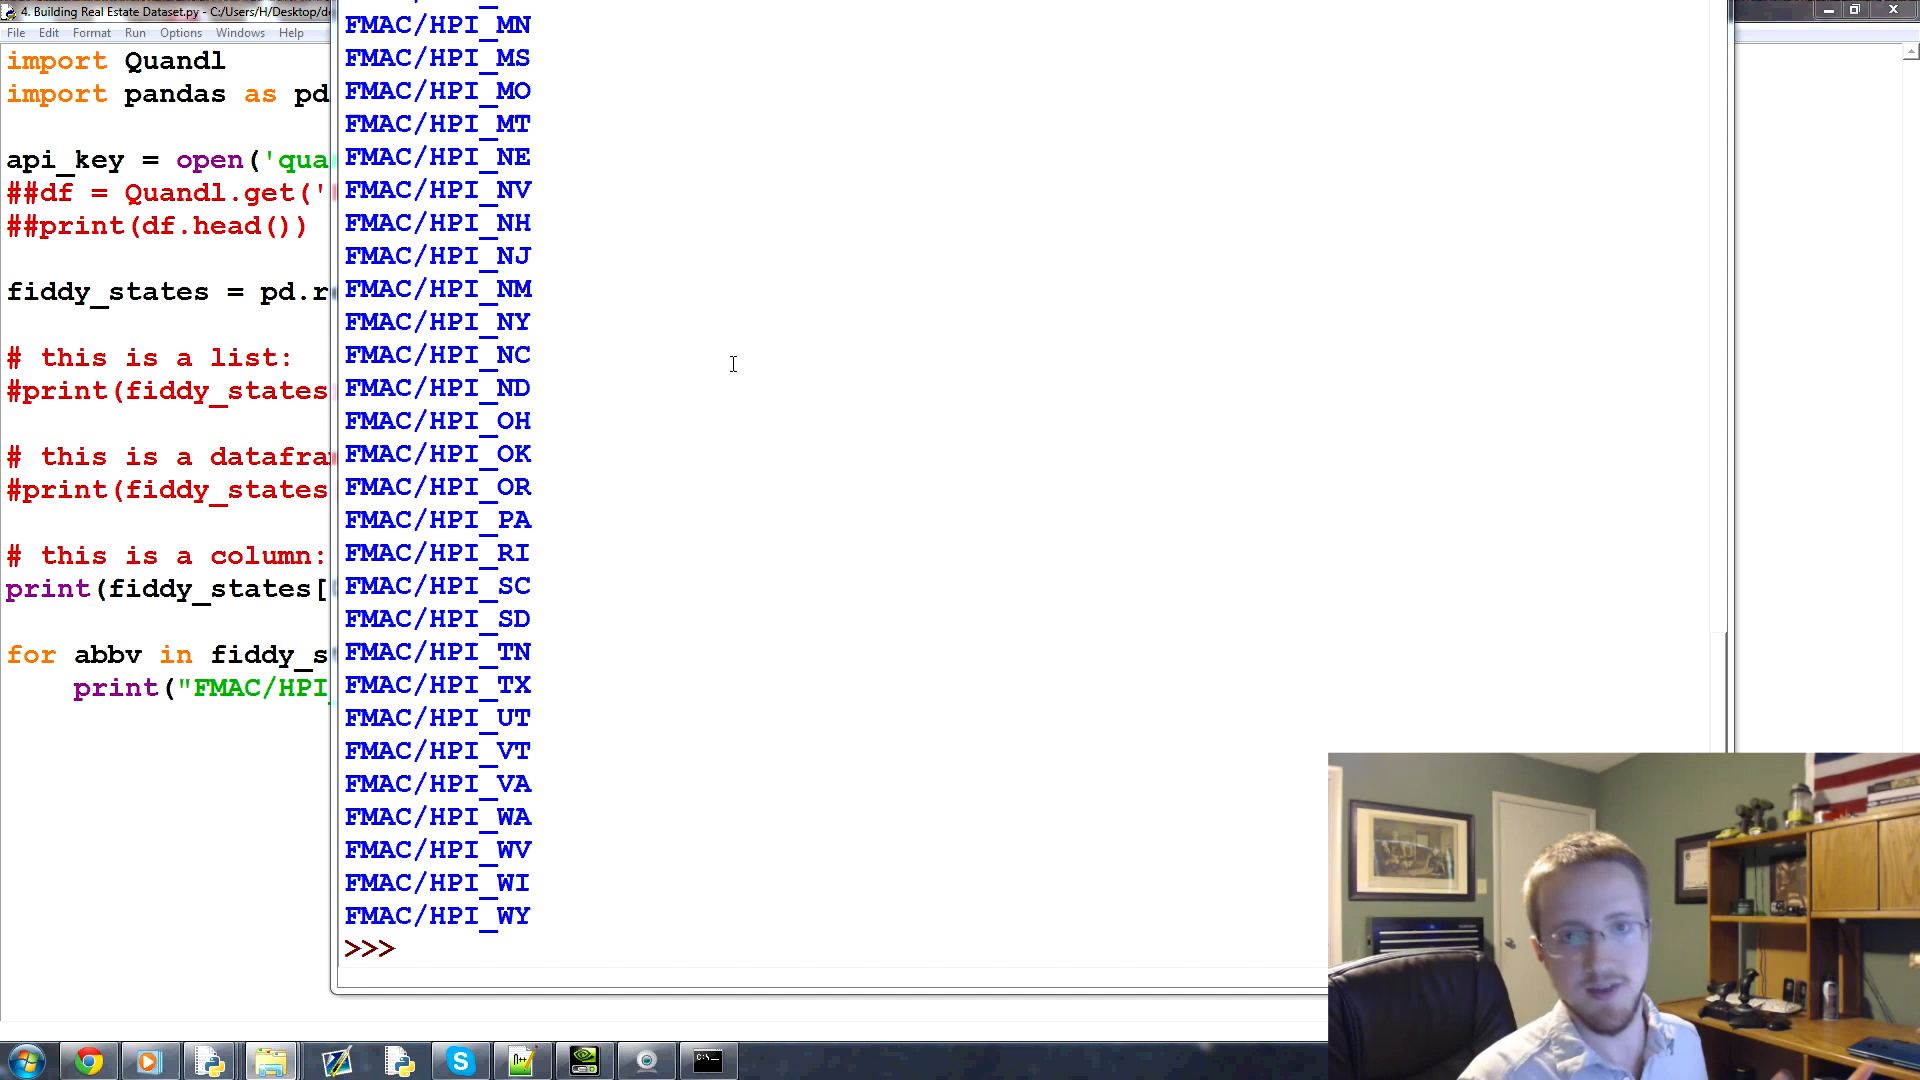 4. Building Real Estate Dataset.py - C:/Users/H/Desktop/d
File Edit Format Run Options Windows Help
import Quandl
import pandas as pd
api_key = open('qua
##df = Quandl.get('
##print(df.head())
fiddy_states = pd.r
# this is a list:
#print(fiddy_states
# this is a datafra
#print(fiddy_states
# this is a column:
print(fiddy_states[
for abbv in fiddy_s
print("FMAC/HPI_
FMAC/HPI_MN
FMAC/HPI_MS
FMAC/HPI_MO
FMAC/HPI_MT
FMAC/HPI_NE
FMAC/HPI_NV
FMAC/HPI_NH
FMAC/HPI_NJ
FMAC/HPI_NM
FMAC/HPI_NY
FMAC/HPI_NC
FMAC/HPI_ND
FMAC/HPI_OH
FMAC/HPI_OK
FMAC/HPI_OR
FMAC/HPI_PA
FMAC/HPI_RI
FMAC/HPI_SC
FMAC/HPI_SD
FMAC/HPI_TN
FMAC/HPI_TX
FMAC/HPI_UT
FMAC/HPI_VT
FMAC/HPI_VA
FMAC/HPI_WA
FMAC/HPI_WV
FMAC/HPI_WI
FMAC/HPI_WY
>>>